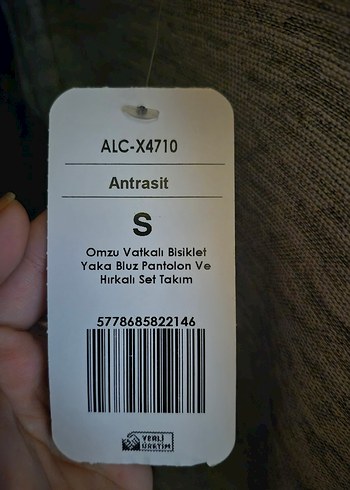 ALC-X4710
Antrasit
S
Omzu Vatkalı Bisiklet
Yaka Bluz Pantolon Ve
Hırkalı Set Takım
5778685822146
YERLİ
ÜRETİM